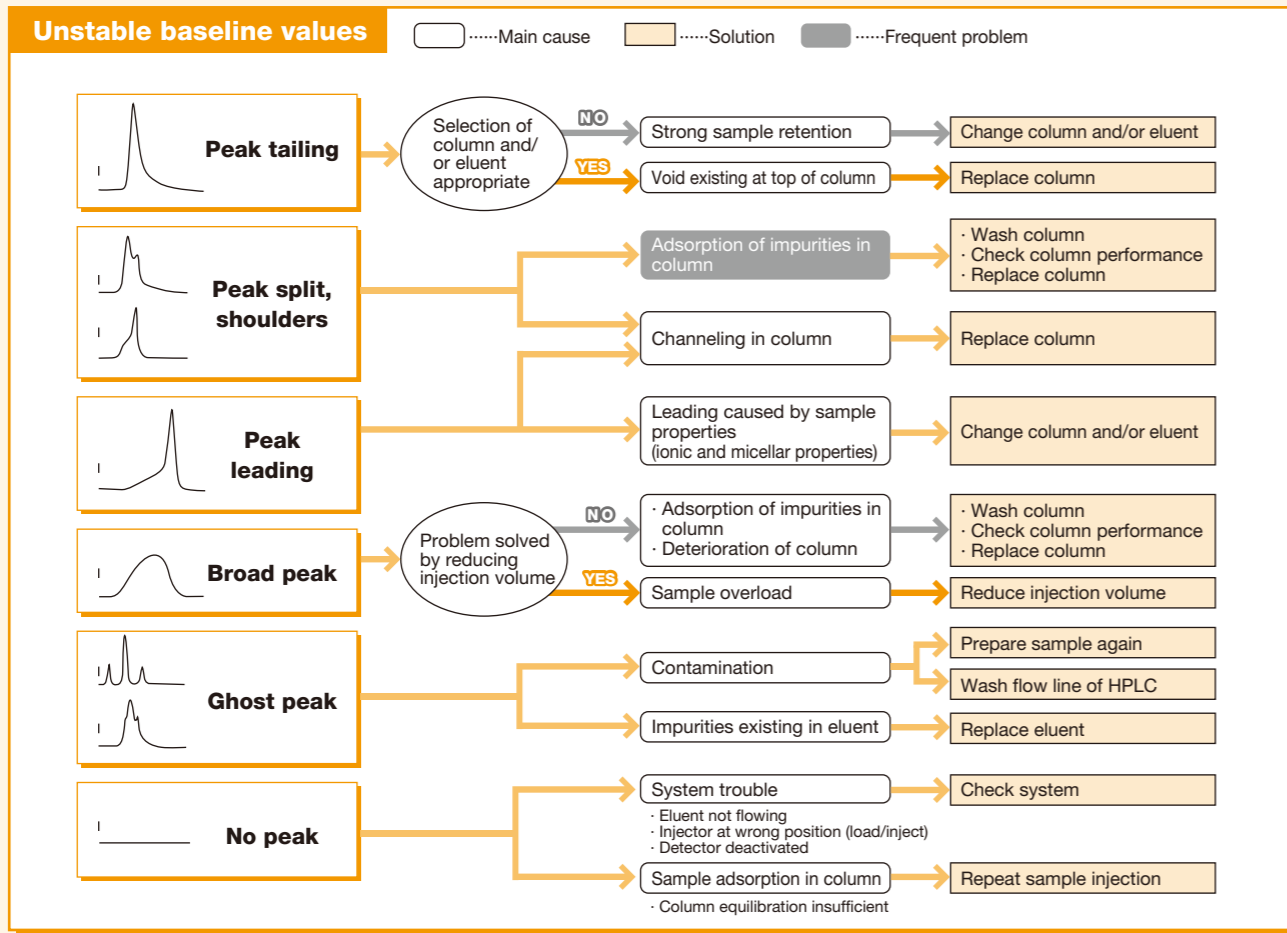 Unstable baseline values
······Main cause
······Solution
······Frequent problem
Peak tailing
Selection of
column and/
or eluent
appropriate
NO
Strong sample retention
Change column and/or eluent
YES
Void existing at top of column
Replace column
Peak split,
shoulders
Adsorption of impurities in
column
· Wash column
· Check column performance
· Replace column
Channeling in column
Replace column
Peak
leading
Leading caused by sample
properties
(ionic and micellar properties)
Change column and/or eluent
Broad peak
Problem solved
by reducing
injection volume
NO
· Adsorption of impurities in
column
· Deterioration of column
· Wash column
· Check column performance
· Replace column
YES
Sample overload
Reduce injection volume
Ghost peak
Contamination
Prepare sample again
Wash flow line of HPLC
Impurities existing in eluent
Replace eluent
No peak
System trouble
· Eluent not flowing
· Injector at wrong position (load/inject)
· Detector deactivated
Check system
Sample adsorption in column
· Column equilibration insufficient
Repeat sample injection